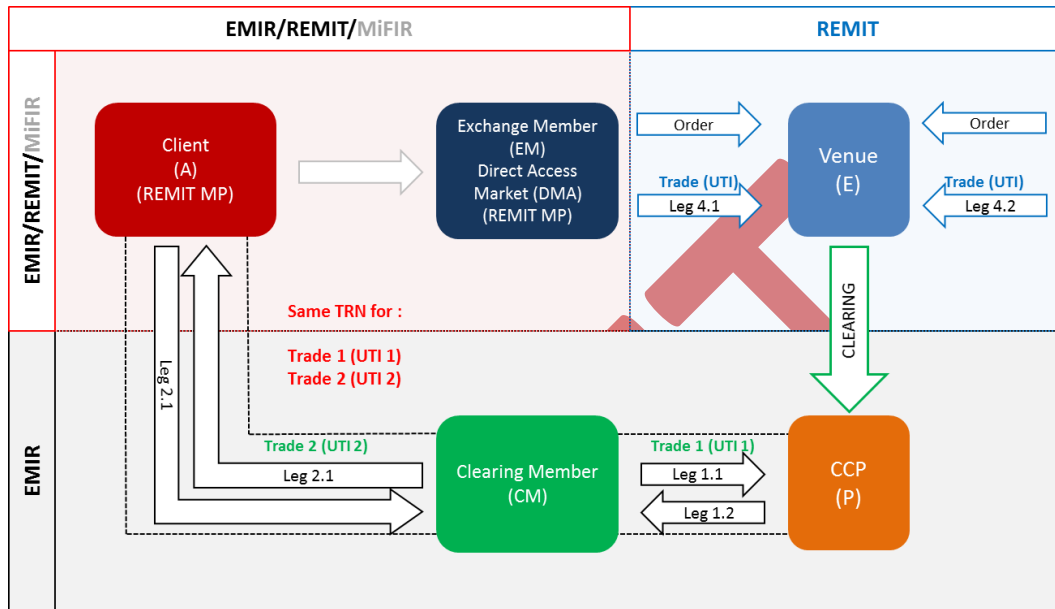 EMIR/REMIT/MiFIR
REMIT
EMIR/REMIT/MiFIR
Client
(A)
(REMIT MP)
Exchange Member
(EM)
Direct Access
Market (DMA)
(REMIT MP)
Order
Trade (UTI)
Leg 4.1
Venue
(E)
Order
Trade (UTI)
Leg 4.2
Same TRN for :
Trade 1 (UTI 1)
Trade 2 (UTI 2)
CLEARING
Leg 2.1
EMIR
Trade 2 (UTI 2)
Leg 2.1
Clearing Member
(CM)
Trade 1 (UTI 1)
Leg 1.1
Leg 1.2
CCP
(P)